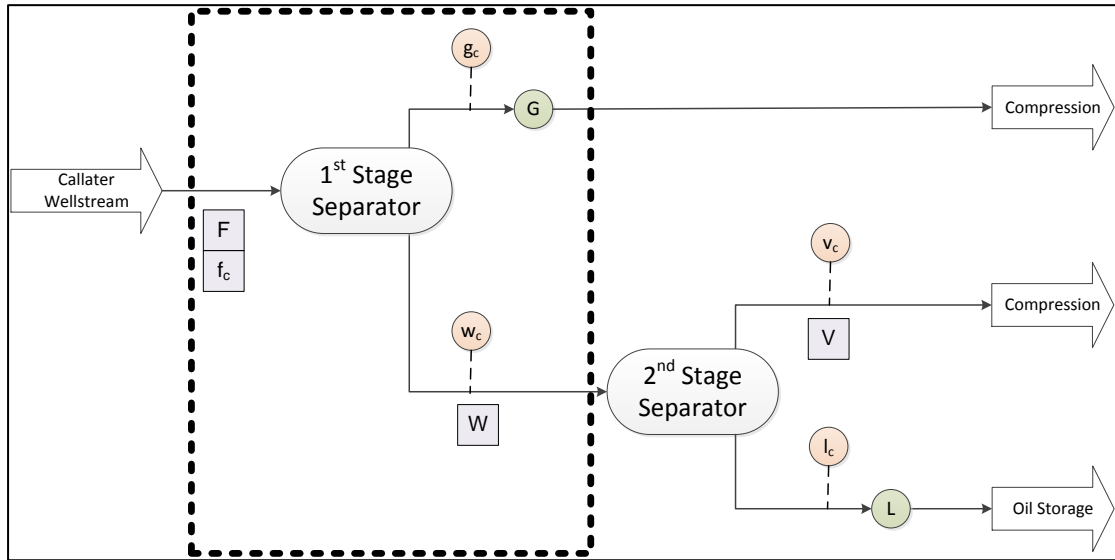 g_c
G
Compression
1st Stage
Separator
Callater
Wellstream
F
f_c
v_c
Compression
V
w_c
W
2nd Stage
Separator
l_c
L
Oil Storage